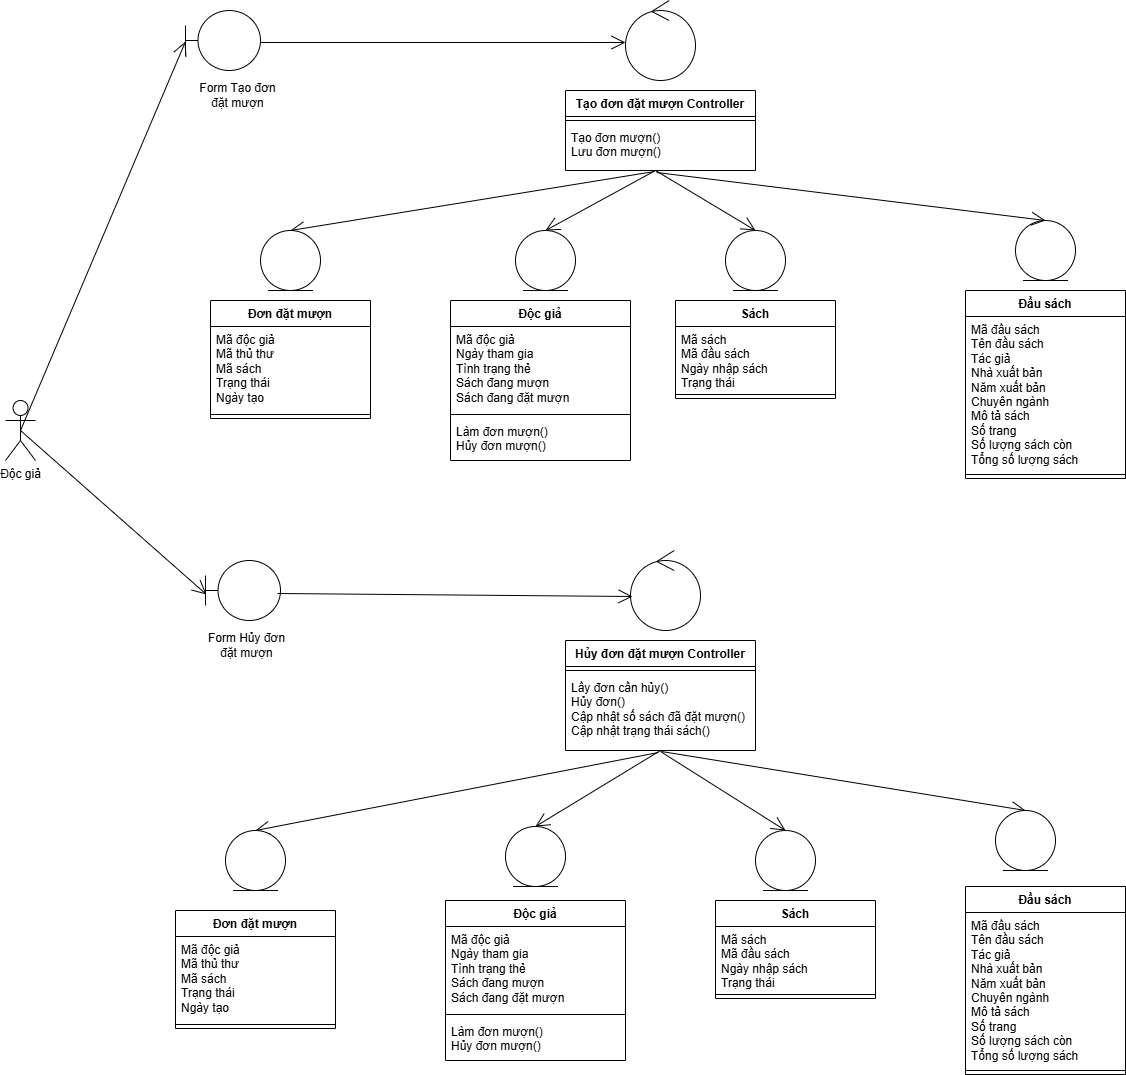 Form Tạo đơn
đặt mượn
Tạo đơn đặt mượn Controller
Tạo đơn mượn()
Lưu đơn mượn()
Đơn đặt mượn
Mã độc giả
Mã thủ thư
Mã sách
Trạng thái
Ngày tạo
Độc giả
Mã độc giả
Ngày tham gia
Tình trạng thẻ
Sách đang mượn
Sách đang đặt mượn
Làm đơn mượn()
Hủy đơn mượn()
Sách
Mã sách
Mã đầu sách
Ngày nhập sách
Trạng thái
Đầu sách
Mã đầu sách
Tên đầu sách
Tác giả
Nhà xuất bản
Năm xuất bản
Chuyên ngành
Mô tả sách
Số trang
Số lượng sách còn
Tổng số lượng sách
Độc giả
Form Hủy đơn
đặt mượn
Hủy đơn đặt mượn Controller
Lấy đơn cần hủy()
Hủy đơn()
Cập nhật số sách đã đặt mượn()
Cập nhật trạng thái sách()
Đơn đặt mượn
Mã độc giả
Mã thủ thư
Mã sách
Trạng thái
Ngày tạo
Độc giả
Mã độc giả
Ngày tham gia
Tình trạng thẻ
Sách đang mượn
Sách đang đặt mượn
Làm đơn mượn()
Hủy đơn mượn()
Sách
Mã sách
Mã đầu sách
Ngày nhập sách
Trạng thái
Đầu sách
Mã đầu sách
Tên đầu sách
Tác giả
Nhà xuất bản
Năm xuất bản
Chuyên ngành
Mô tả sách
Số trang
Số lượng sách còn
Tổng số lượng sách